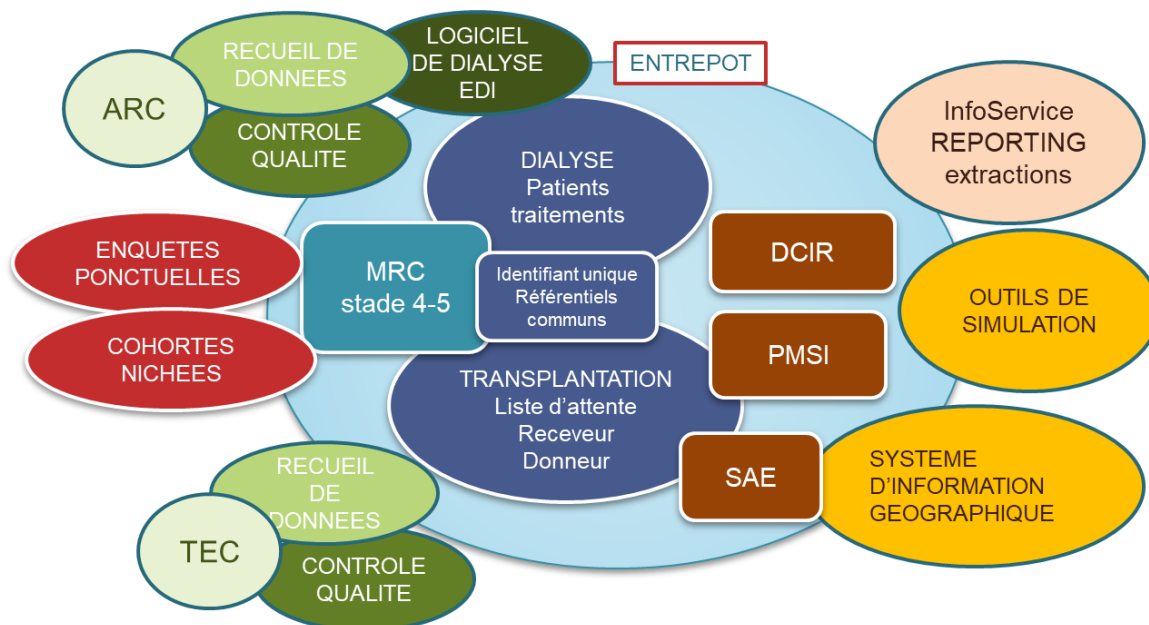 RECUEIL DE
DONNEES
LOGICIEL
DE DIALYSE
EDI
ENTREPOT
ARC
CONTROLE
QUALITE
InfoService
REPORTING
extractions
DIALYSE
Patients
traitements
ENQUETES
PONCTUELLES
MRC
stade 4-5
Identifiant unique
Référentiels
communs
DCIR
OUTILS DE
SIMULATION
COHORTES
NICHEES
PMSI
TRANSPLANTATION
Liste d’attente
Receveur
Donneur
SAE
SYSTEME
D’INFORMATION
GEOGRAPHIQUE
RECUEIL
DE
DONNEES
TEC
CONTROLE
QUALITE